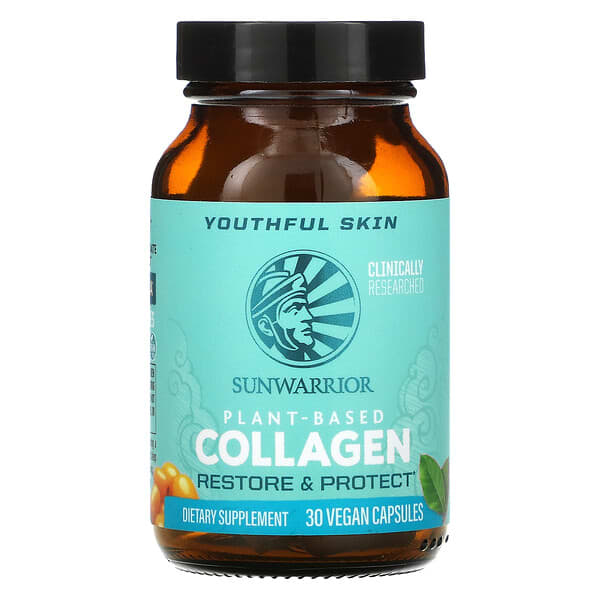 YOUTHFUL SKIN
CLINICALLY
RESEARCHED
SUNWARRIOR
PLANT-BASED
COLLAGEN
RESTORE & PROTECT*
DIETARY SUPPLEMENT 30 VEGAN CAPSULES